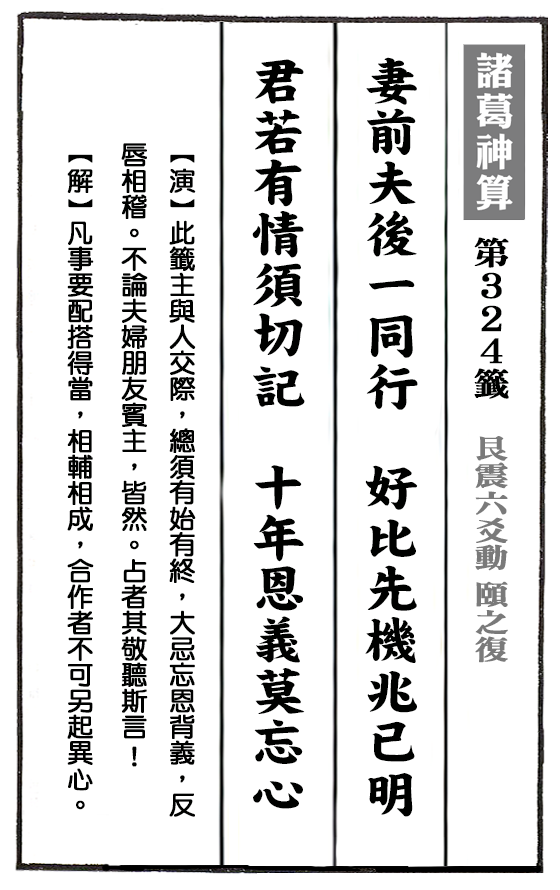 諸葛神算 第324籤 艮震六爻動 頤之復
妻前夫後一同行 好比先機兆已明
君若有情須切記 十年恩義莫忘心
【演】此籤主與人交際，總須有始有終，大忌忘恩背義，反
唇相稽。不論夫婦朋友賓主，皆然。占者其敬聽斯言！
【解】凡事要配搭得當，相輔相成，合作者不可另起異心。